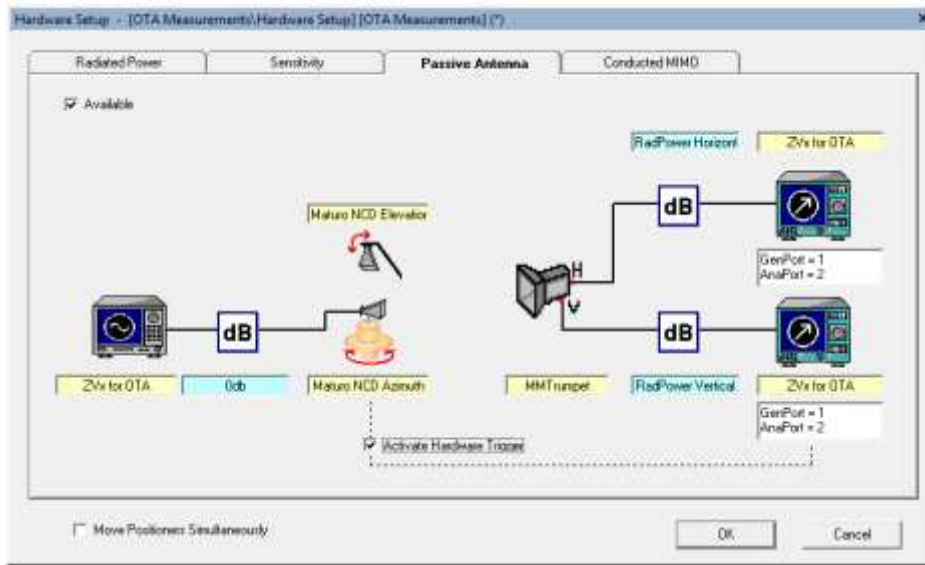 Hardware Setup - [OTA Measurements\Hardware Setup] [OTA Measurements] (*)
Radiated Power
Sensitivity
Passive Antenna
Conducted MIMO
Available
RadPower Horizont
ZVx for OTA
dB
Maturo NCD Elevation
GenPort = 1
AnaPort = 2
H
V
dB
dB
ZVx for OTA
0db
Maturo NCD Azimuth
MMTrumpet
RadPower Vertical
ZVx for OTA
GenPort = 1
AnaPort = 2
Activate Hardware Trigger
Move Positioners Simultaneously
OK
Cancel